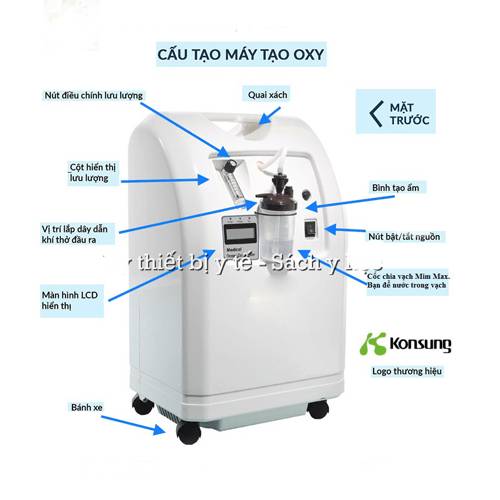 CẤU TẠO MÁY TẠO OXY
Nút điều chỉnh lưu lượng
Quai xách
MẶT
TRƯỚC
Cột hiển thị
lưu lượng
Bình tạo ẩm
Vị trí lắp dây dẫn
khí thở đầu ra
Nút bật/tắt nguồn
thiết bị y tế - Sách y
Medical
Cốc chia vạch Mim Max.
Bạn để nước trong vạch
Màn hình LCD
hiển thị
Konsung
Logo thương hiệu
Bánh xe